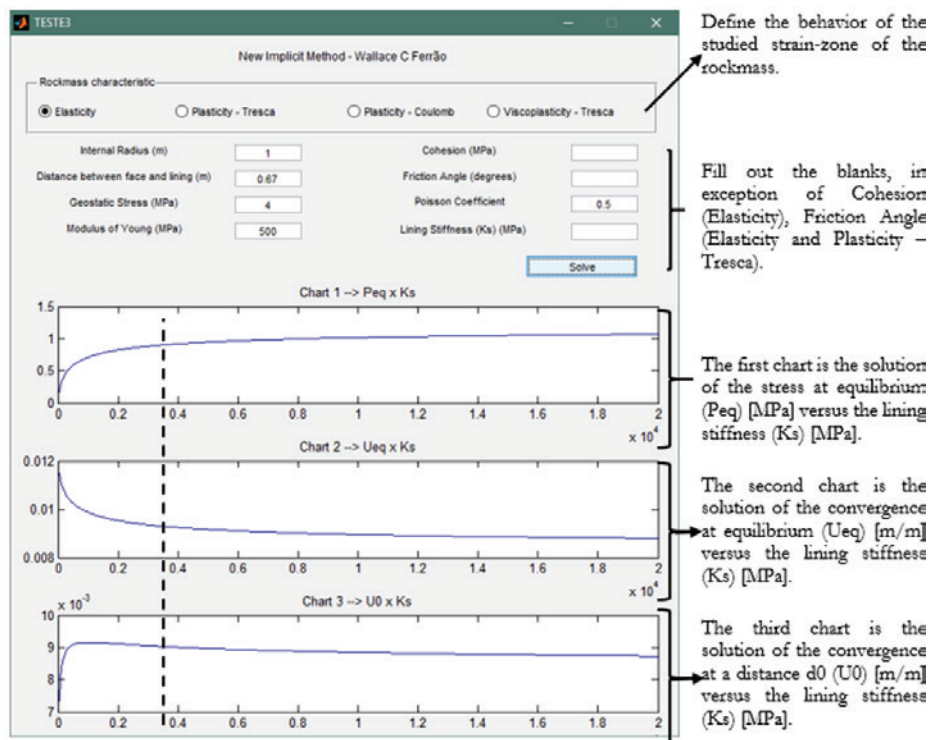 TESTE3
New Implicit Method - Wallace C Ferrão
Rockmass characteristic
Elasticity
Plasticity - Tresca
Plasticity - Coulomb
Viscoplasticity - Tresca
Internal Radius (m)
1
Cohesion (MPa)
Distance between face and lining (m)
0.67
Friction Angle (degrees)
Geostatic Stress (MPa)
4
Poisson Coefficient
0.5
Modulus of Young (MPa)
500
Lining Stiffness (Ks) (MPa)
Solve
Chart 1 --> Peq x Ks
1.5
1
0.5
0
0 0.2 0.4 0.6 0.8 1 1.2 1.4 1.6 1.8 2
x 10^4
Chart 2 --> Ueq x Ks
0.012
0.01
0.008
0 0.2 0.4 0.6 0.8 1 1.2 1.4 1.6 1.8 2
x 10^4
Chart 3 --> U0 x Ks
x 10^-3
10
9
8
7
0 0.2 0.4 0.6 0.8 1 1.2 1.4 1.6 1.8 2
Define the behavior of the
studied strain-zone of the
rockmass.
Fill out the blanks, in
exception of Cohesion
(Elasticity), Friction Angle
(Elasticity and Plasticity –
Tresca).
The first chart is the solution
of the stress at equilibrium
(Peq) [MPa] versus the lining
stiffness (Ks) [MPa].
The second chart is the
solution of the convergence
at equilibrium (Ueq) [m/m]
versus the lining stiffness
(Ks) [MPa].
The third chart is the
solution of the convergence
at a distance d0 (U0) [m/m]
versus the lining stiffness
(Ks) [MPa].